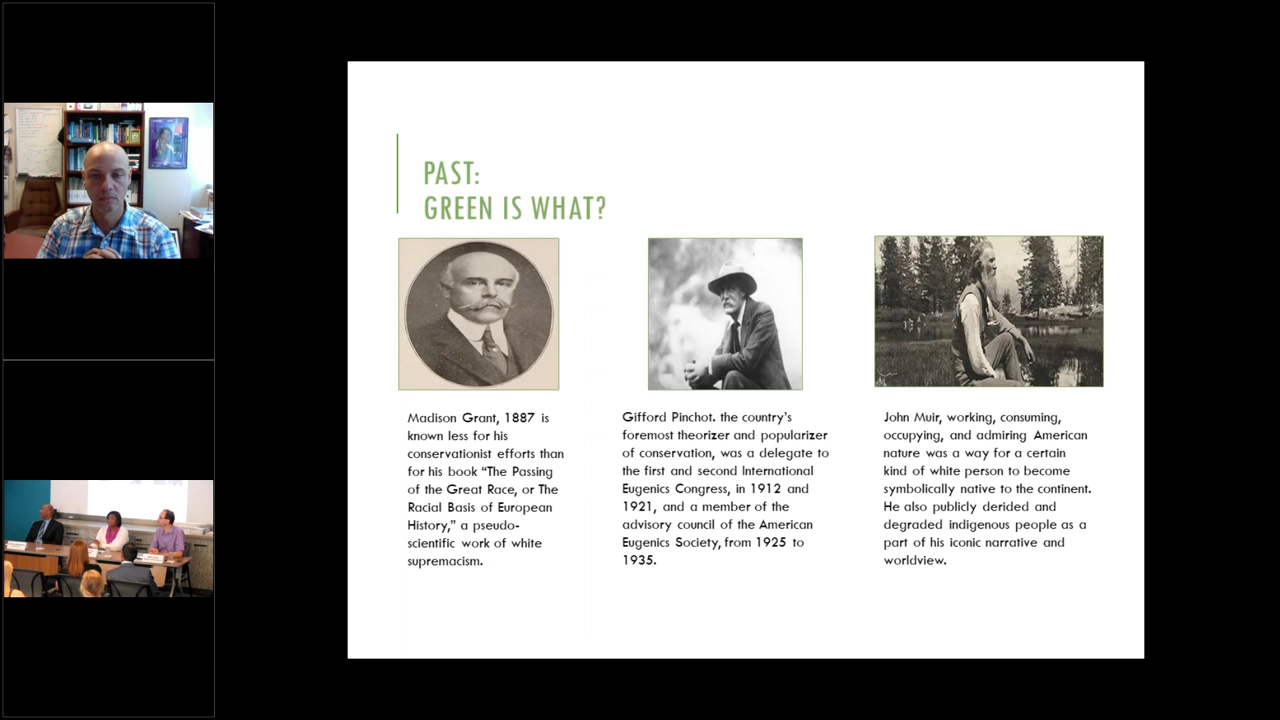 PAST:
GREEN IS WHAT?
Madison Grant, 1887 is
known less for his
conservationist efforts than
for his book “The Passing
of the Great Race, or The
Racial Basis of European
History,” a pseudo-
scientific work of white
supremacism.
Gifford Pinchot. the country’s
foremost theorizer and popularizer
of conservation, was a delegate to
the first and second International
Eugenics Congress, in 1912 and
1921, and a member of the
advisory council of the American
Eugenics Society, from 1925 to
1935.
John Muir, working, consuming,
occupying, and admiring American
nature was a way for a certain
kind of white person to become
symbolically native to the continent.
He also publicly derided and
degraded indigenous people as a
part of his iconic narrative and
worldview.